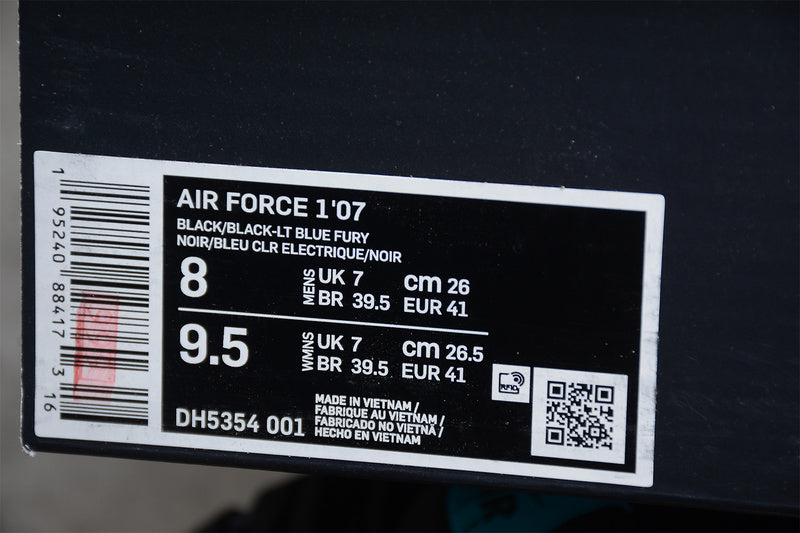 AIR FORCE 1'07
BLACK/BLACK-LT BLUE FURY
NOIR/BLEU CLR ELECTRIQUE/NOIR
8 MENS UK 7 cm 26
BR 39.5 EUR 41
9.5 WMNS UK 7 cm 26.5
BR 39.5 EUR 41
RFID
DH5354 001
MADE IN VIETNAM /
FABRIQUE AU VIETNAM /
FABRICADO NO VIETNÃ /
HECHO EN VIETNAM
1 95240 88417 3 16